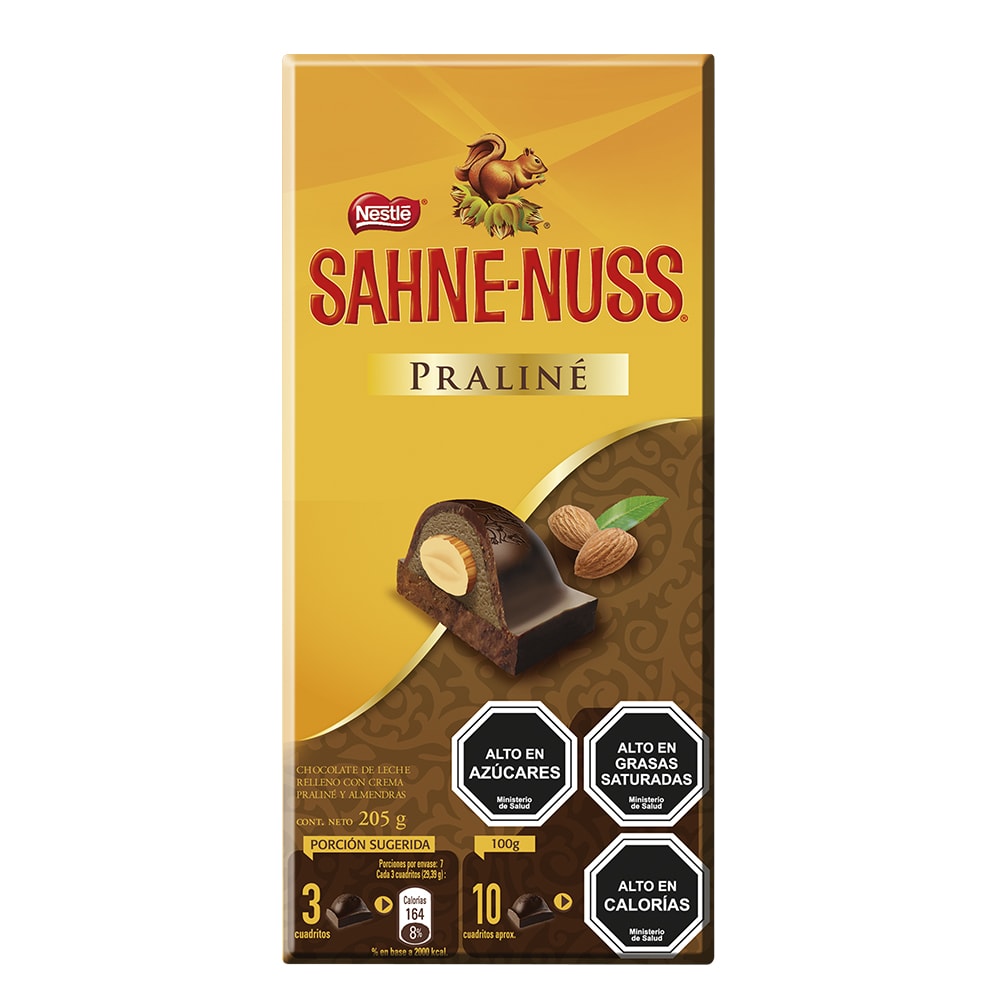 Nestlé®
SAHNE-NUSS®
PRALINÉ
CHOCOLATE DE LECHE
RELLENO CON CREMA
PRALINÉ Y ALMENDRAS
CONT. NETO 205 g
ALTO EN
AZÚCARES
Ministerio
de Salud
ALTO EN
GRASAS
SATURADAS
Ministerio
de Salud
ALTO EN
CALORÍAS
Ministerio
de Salud
PORCIÓN SUGERIDA
Porciones por envase: 7
Cada 3 cuadritos (29,39 g):
3
cuadritos
Calorías
164
8%
% en base a 2000 kcal.
100g
10
cuadritos aprox.